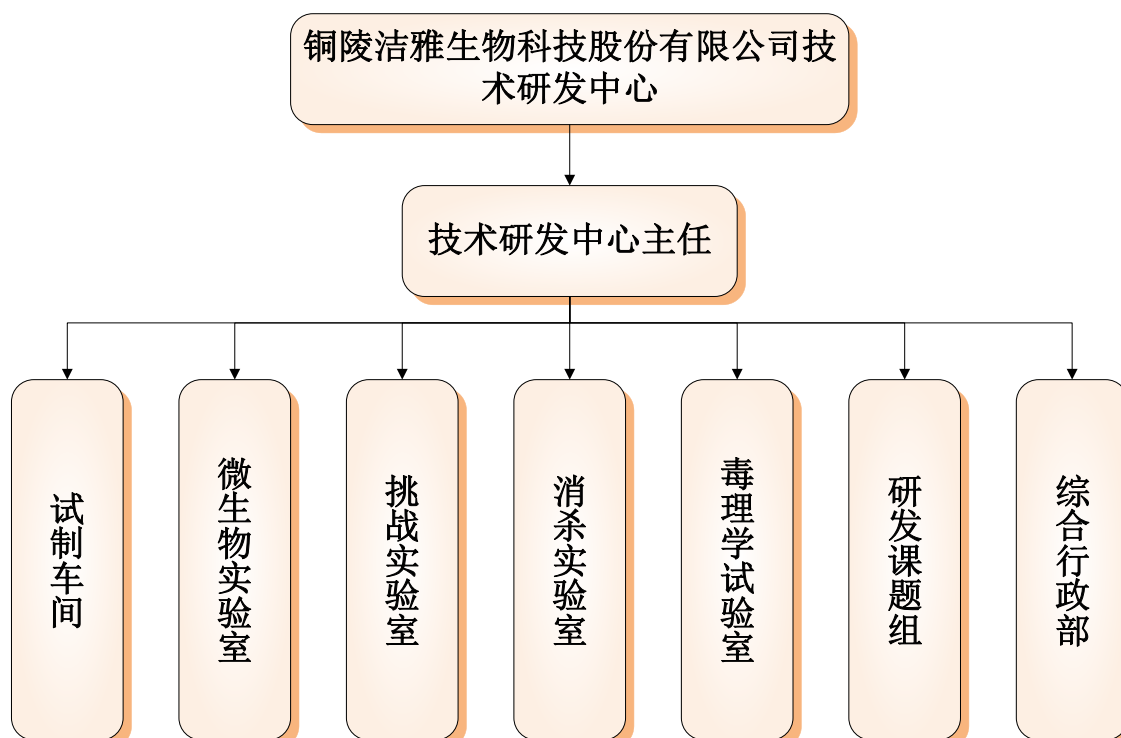 铜陵洁雅生物科技股份有限公司技
术研发中心
技术研发中心主任
试制车间
微生物实验室
挑战实验室
消杀实验室
毒理学试验室
研发课题组
综合行政部